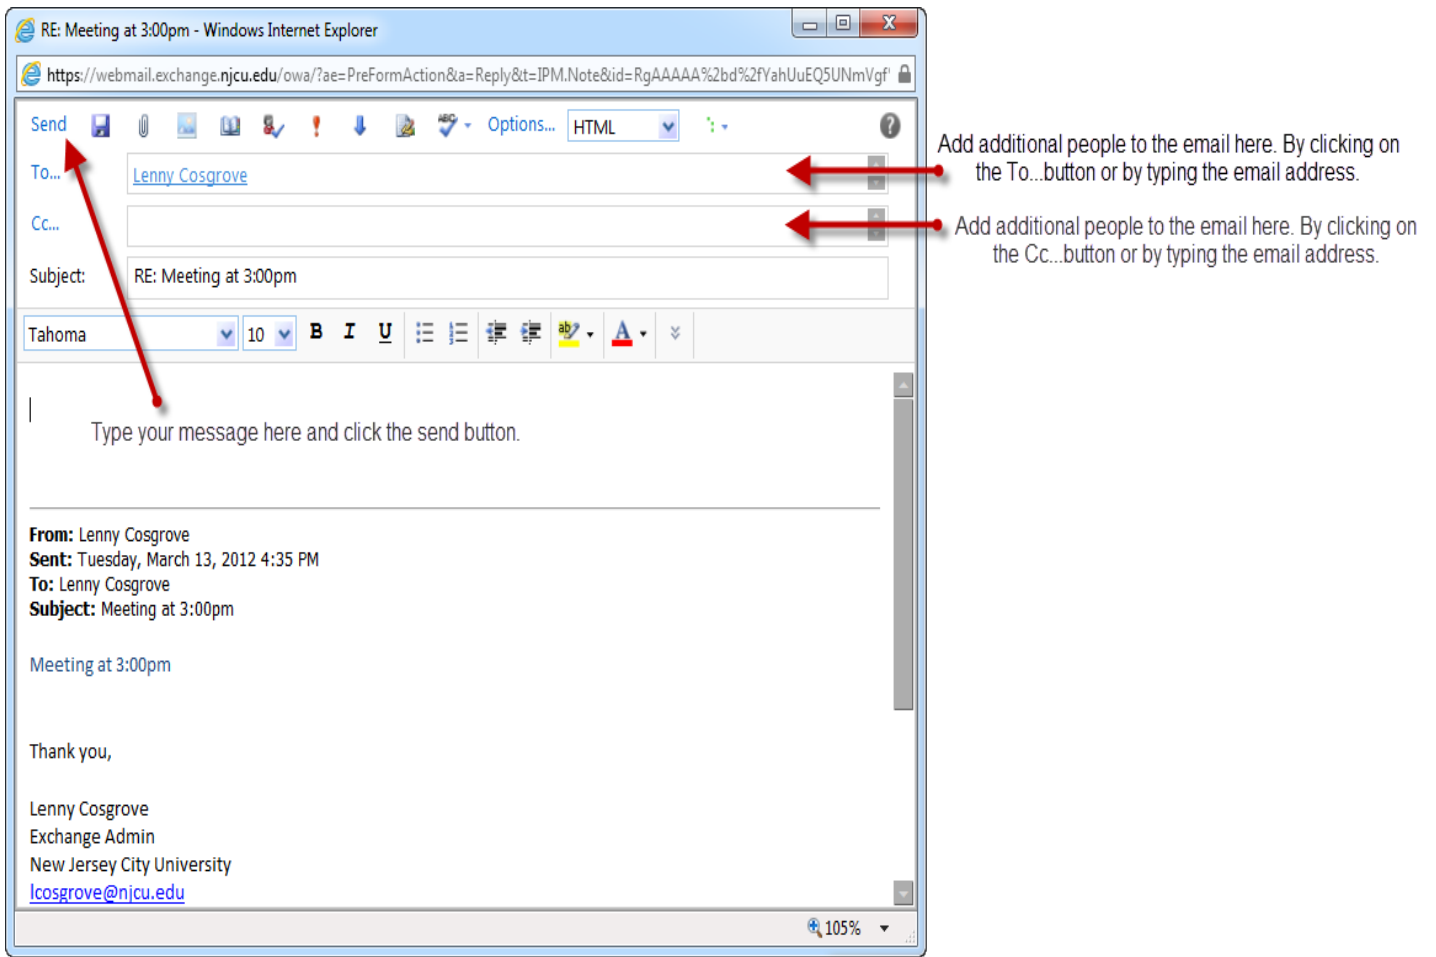 RE: Meeting at 3:00pm - Windows Internet Explorer
https://webmail.exchange.njcu.edu/owa/?ae=PreFormAction&a=Reply&t=IPM.Note&id=RgAAAAA%2bd%2fYahUuEQ5UNmVgf'
Send ABC Options... HTML
To... Lenny Cosgrove
Add additional people to the email here. By clicking on
the To...button or by typing the email address.
Cc...
Add additional people to the email here. By clicking on
the Cc...button or by typing the email address.
Subject: RE: Meeting at 3:00pm
Tahoma 10 B I U ab A
Type your message here and click the send button.
From: Lenny Cosgrove
Sent: Tuesday, March 13, 2012 4:35 PM
To: Lenny Cosgrove
Subject: Meeting at 3:00pm
Meeting at 3:00pm
Thank you,
Lenny Cosgrove
Exchange Admin
New Jersey City University
lcosgrove@njcu.edu
105%